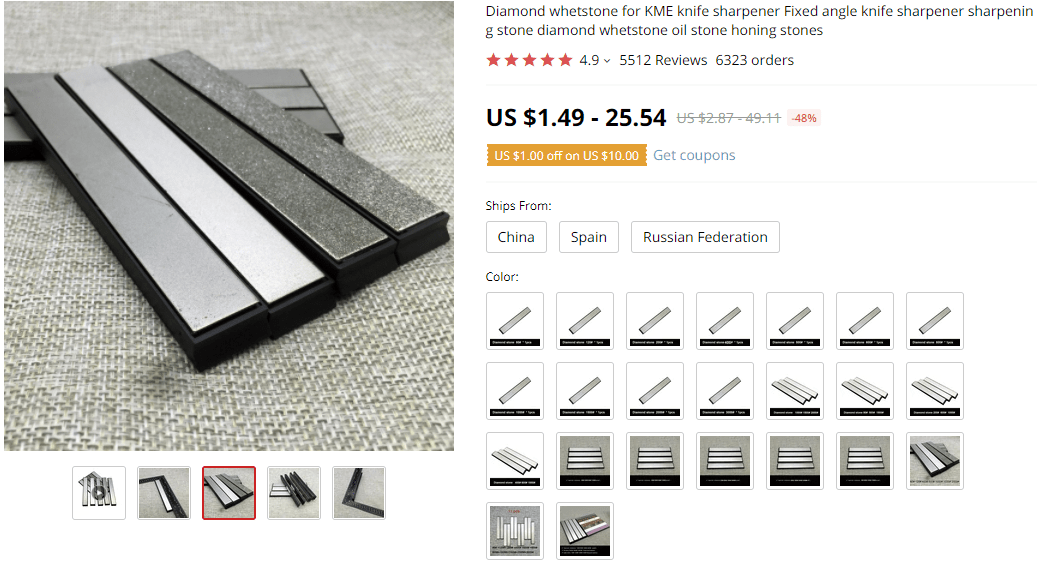 Diamond whetstone for KME knife sharpener Fixed angle knife sharpener sharpenin
g stone diamond whetstone oil stone honing stones
4.9 5512 Reviews 6323 orders
US $1.49 - 25.54 US $2.87 - 49.11 -48%
US $1.00 off on US $10.00 Get coupons
Ships From:
China Spain Russian Federation
Color: